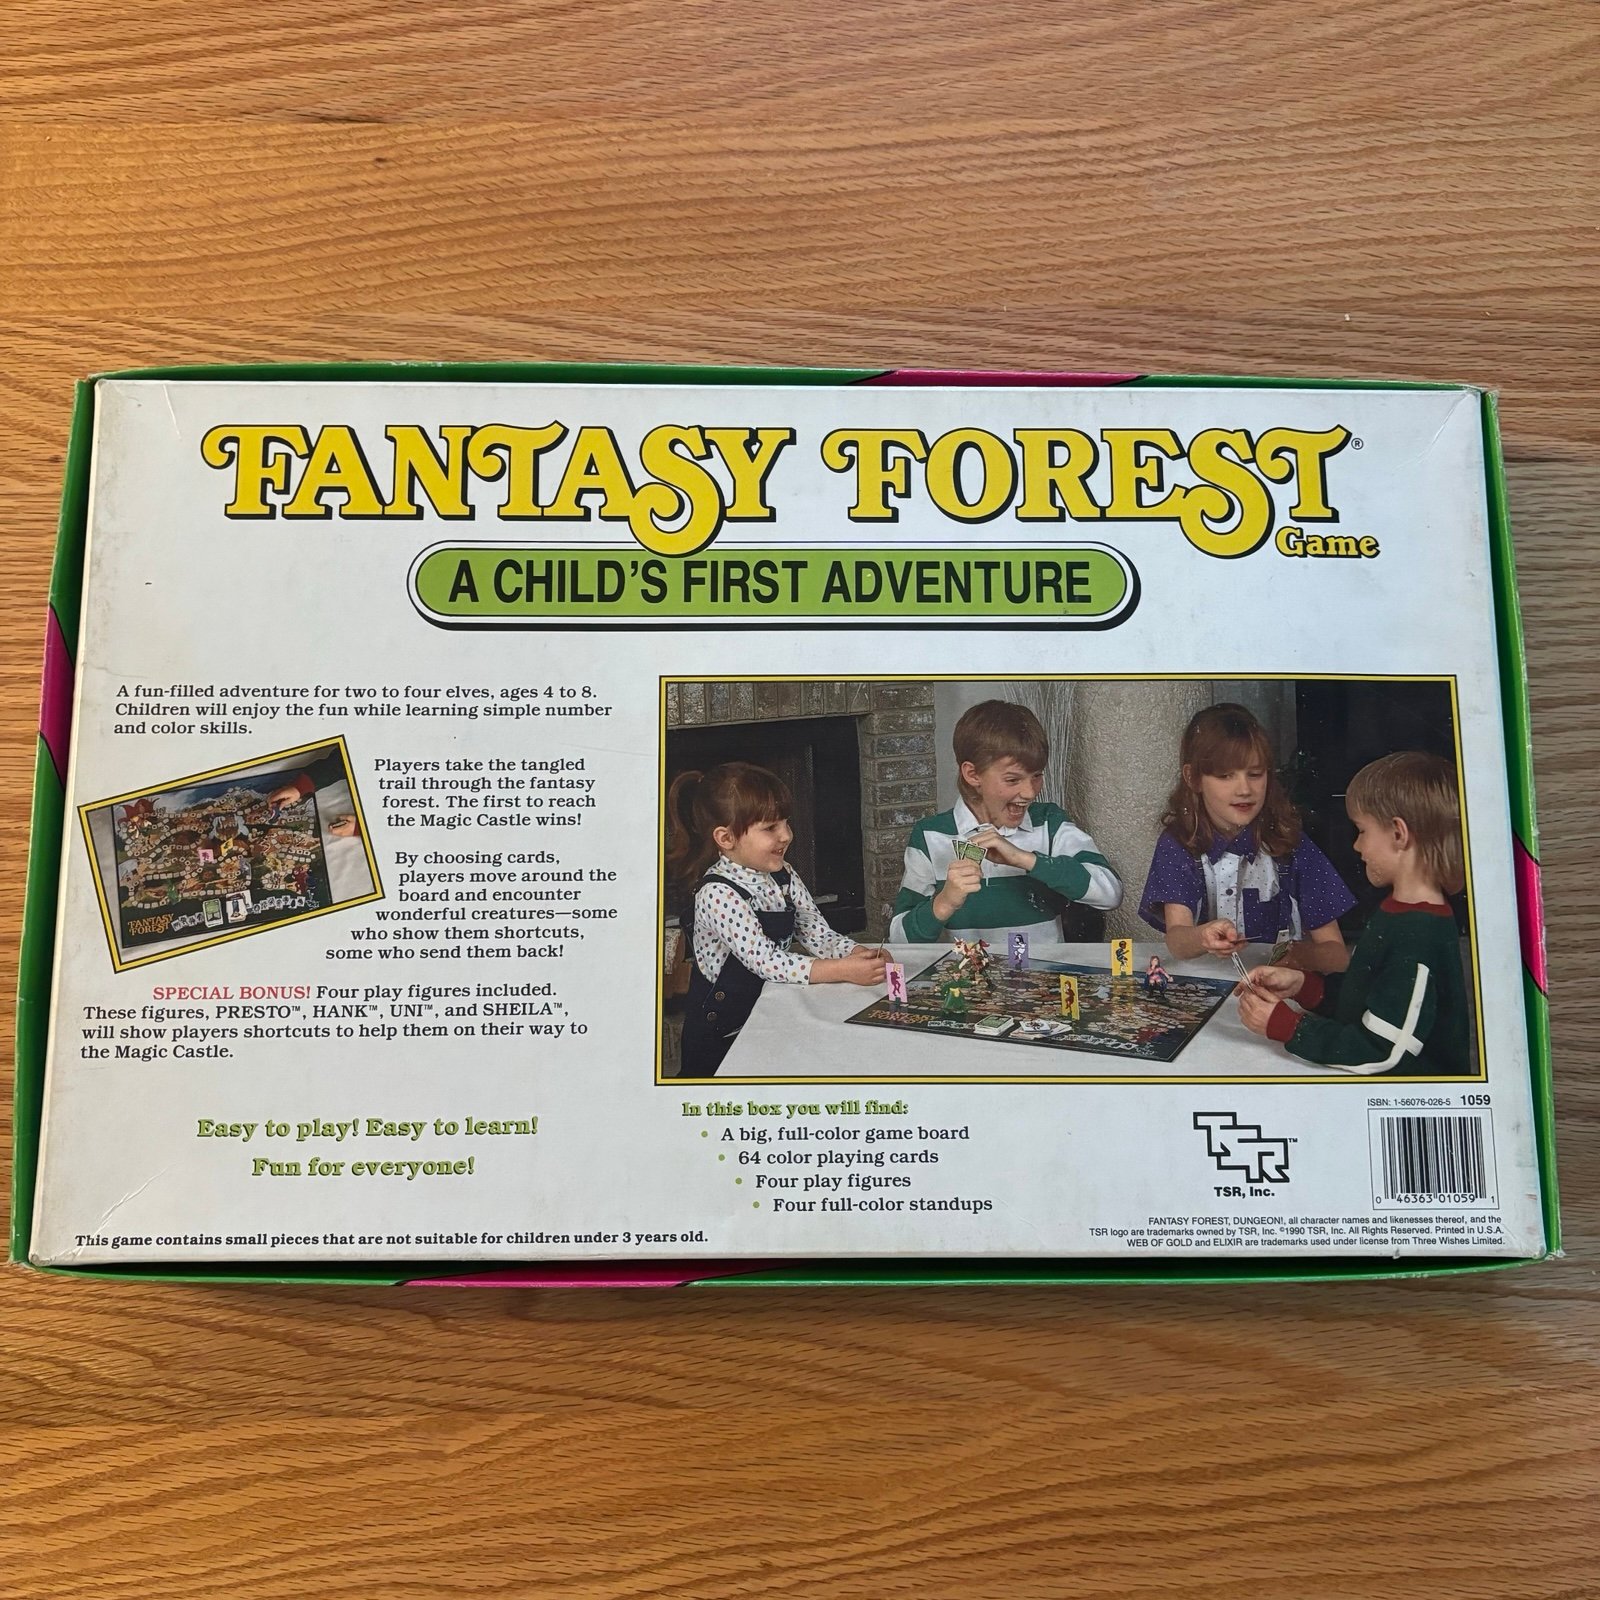 FANTASY FOREST®
Game
A CHILD'S FIRST ADVENTURE
A fun-filled adventure for two to four elves, ages 4 to 8.
Children will enjoy the fun while learning simple number
and color skills.
FANTASY
FOREST
Players take the tangled
trail through the fantasy
forest. The first to reach
the Magic Castle wins!
By choosing cards,
players move around the
board and encounter
wonderful creatures—some
who show them shortcuts,
some who send them back!
SPECIAL BONUS! Four play figures included.
These figures, PRESTO™, HANK™, UNI™, and SHEILA™,
will show players shortcuts to help them on their way to
the Magic Castle.
Easy to play! Easy to learn!
Fun for everyone!
This game contains small pieces that are not suitable for children under 3 years old.
In this box you will find:
• A big, full-color game board
• 64 color playing cards
• Four play figures
• Four full-color standups
TSR™
TSR, Inc.
ISBN: 1-56076-026-5 1059
0 46363 01059 1
FANTASY FOREST, DUNGEON!, all character names and likenesses thereof, and the
TSR logo are trademarks owned by TSR, Inc. ©1990 TSR, Inc. All Rights Reserved. Printed in U.S.A.
WEB OF GOLD and ELIXIR are trademarks used under license from Three Wishes Limited.